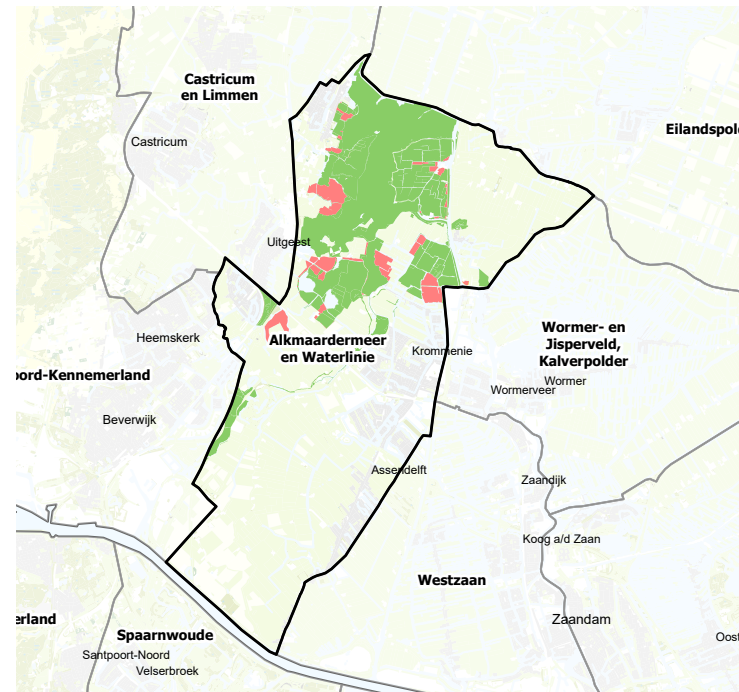 Castricum
en Limmen
Eilandspol
Castricum
Uitgeest
Heemskerk
Alkmaardermeer
en Waterlinie
Krommenie
Wormer- en
Jisperveld,
Kalverpolder
oord-Kennemerland
Wormer
Wormerveer
Beverwijk
Assendelft
Zaandijk
Koog a/d Zaan
Westzaan
erland
Spaarnwoude
Zaandam
Oost
Santpoort-Noord
Velserbroek